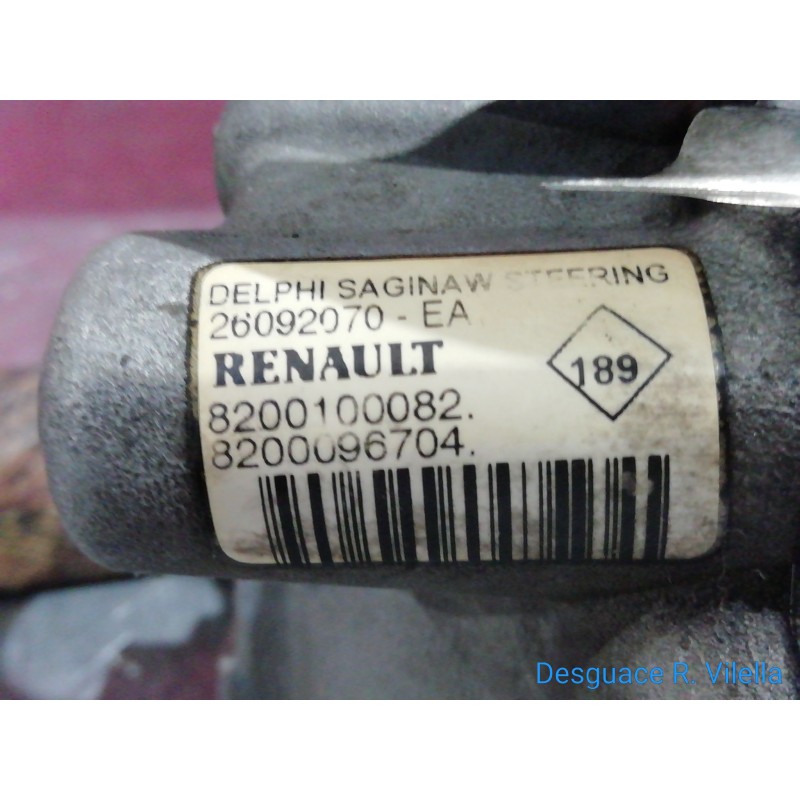 DELPHI SAGINAW STEERING
26092070 - EA
RENAULT
189
8200100082.
8200096704.
Desguace R. Vilella